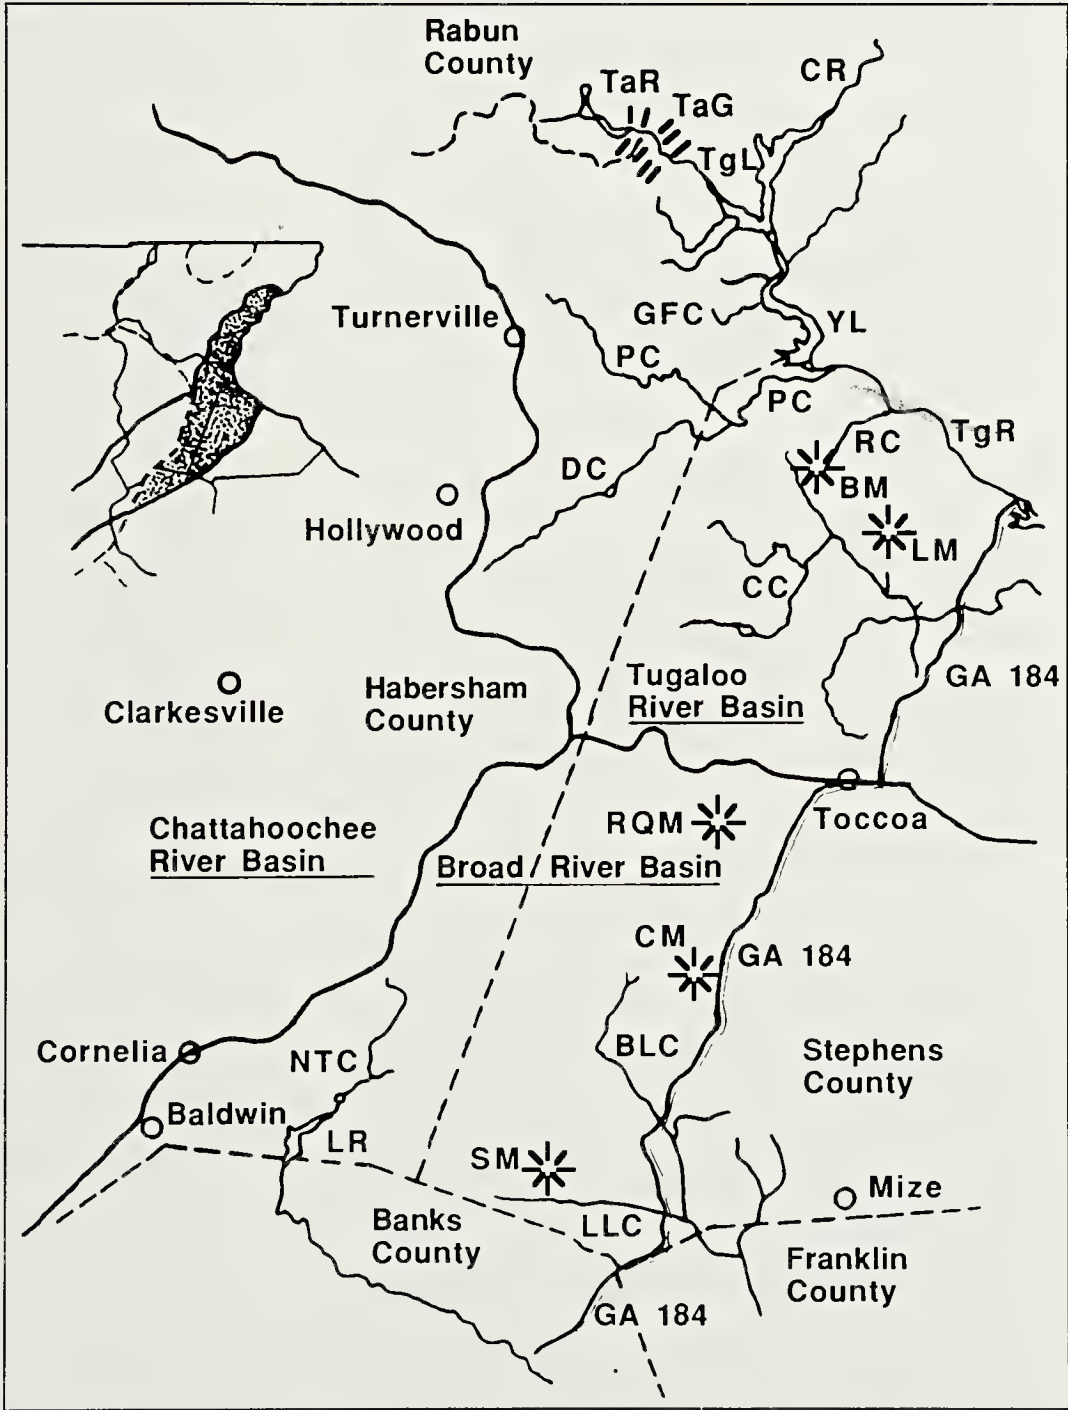 Rabun
County
CR
TaR
TaG
TgL
Turnerville
GFC
YL
PC
PC
TgR
RC
DC
BM
Hollywood
LM
CC
Tugaloo
River Basin
GA 184
Habersham
County
Clarkesville
Chattahoochee
River Basin
RQM
Toccoa
Broad River Basin
CM
GA 184
Cornelia
NTC
BLC
Stephens
County
Baldwin
LR
SM
Mize
Banks
County
LLC
Franklin
County
GA 184